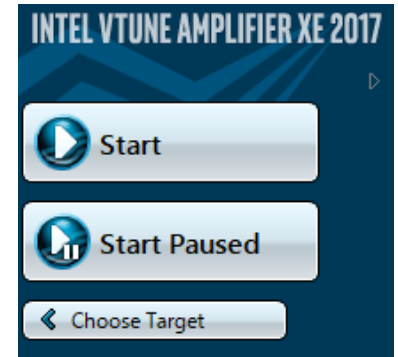 INTEL VTUNE AMPLIFIER XE 2017
Start
Start Paused
Choose Target